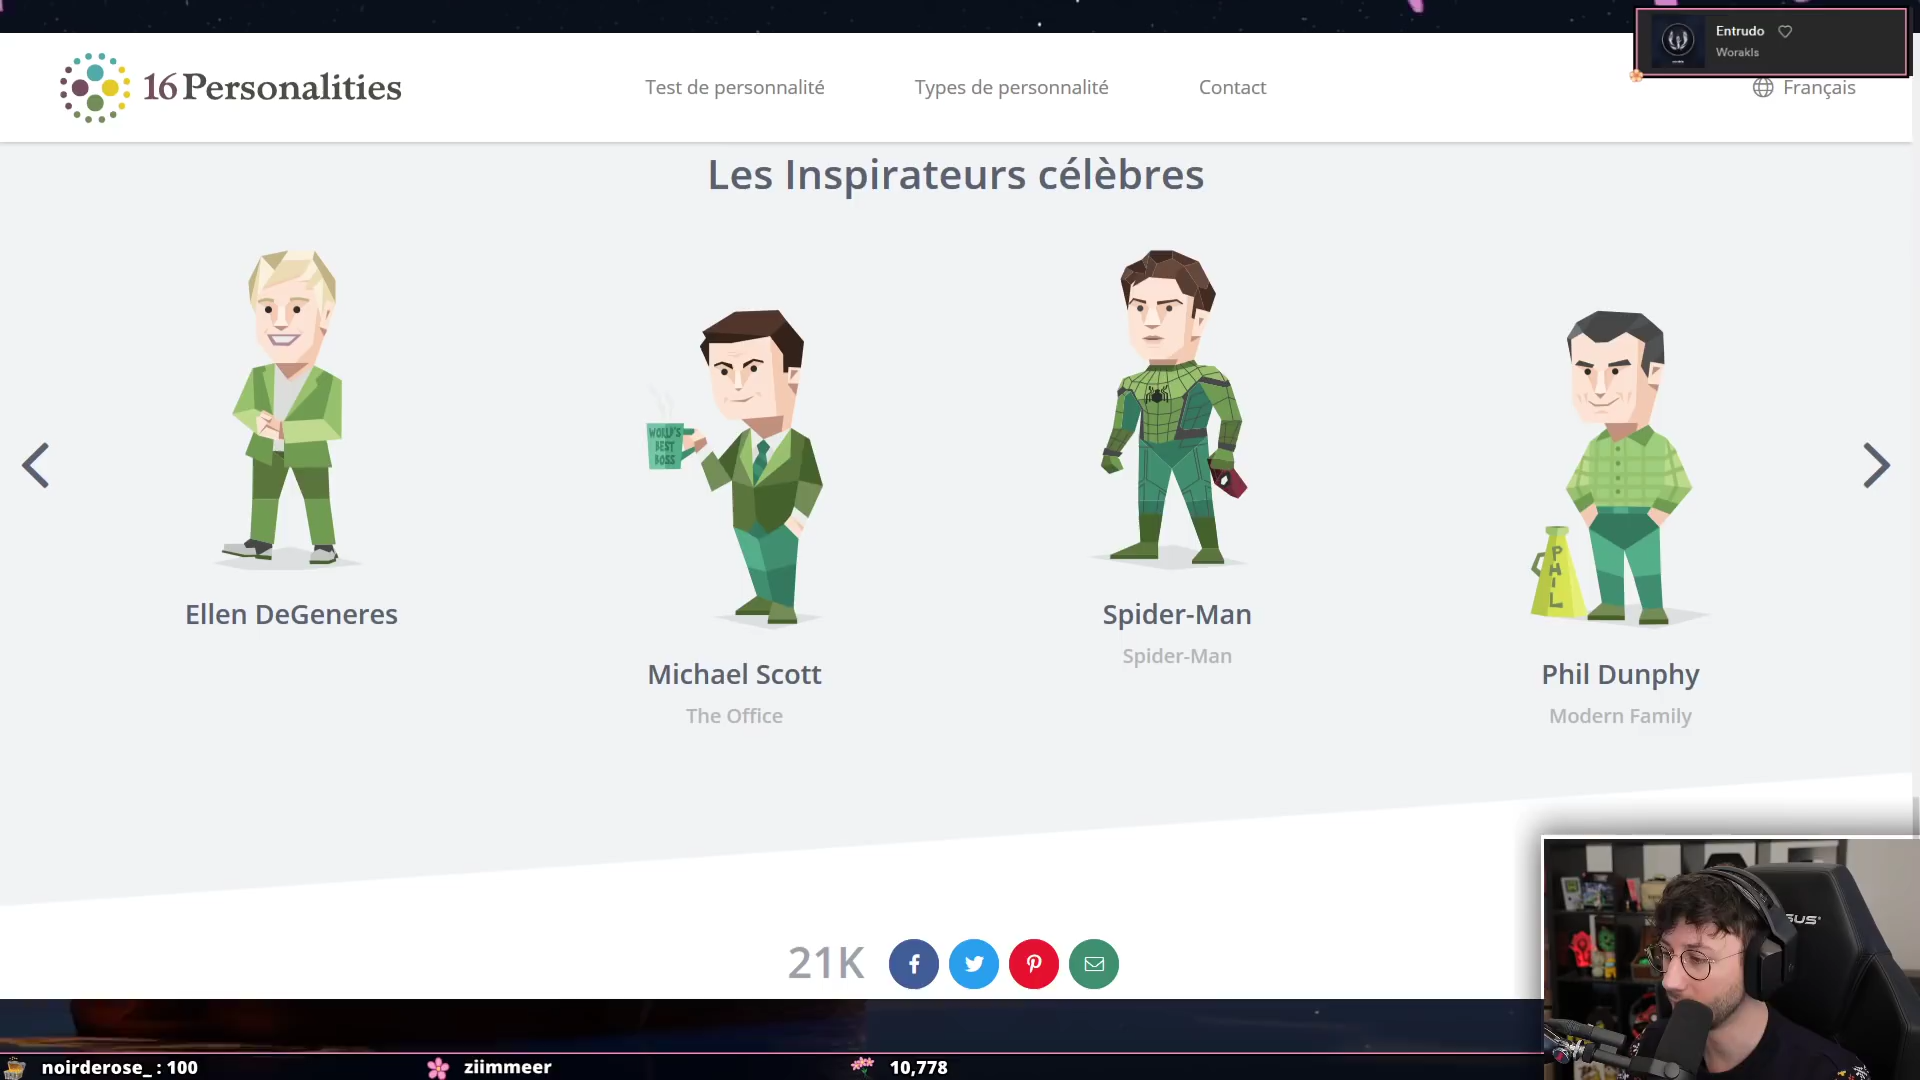 Entrudo
Worakls
16Personalities
Test de personnalité
Types de personnalité
Contact
Français
Les Inspirateurs célèbres
WORLD'S
BEST
BOSS
PHIL
Ellen DeGeneres
Michael Scott
The Office
Spider-Man
Spider-Man
Phil Dunphy
Modern Family
21K
noirderose_ : 100
ziimmeer
10,778